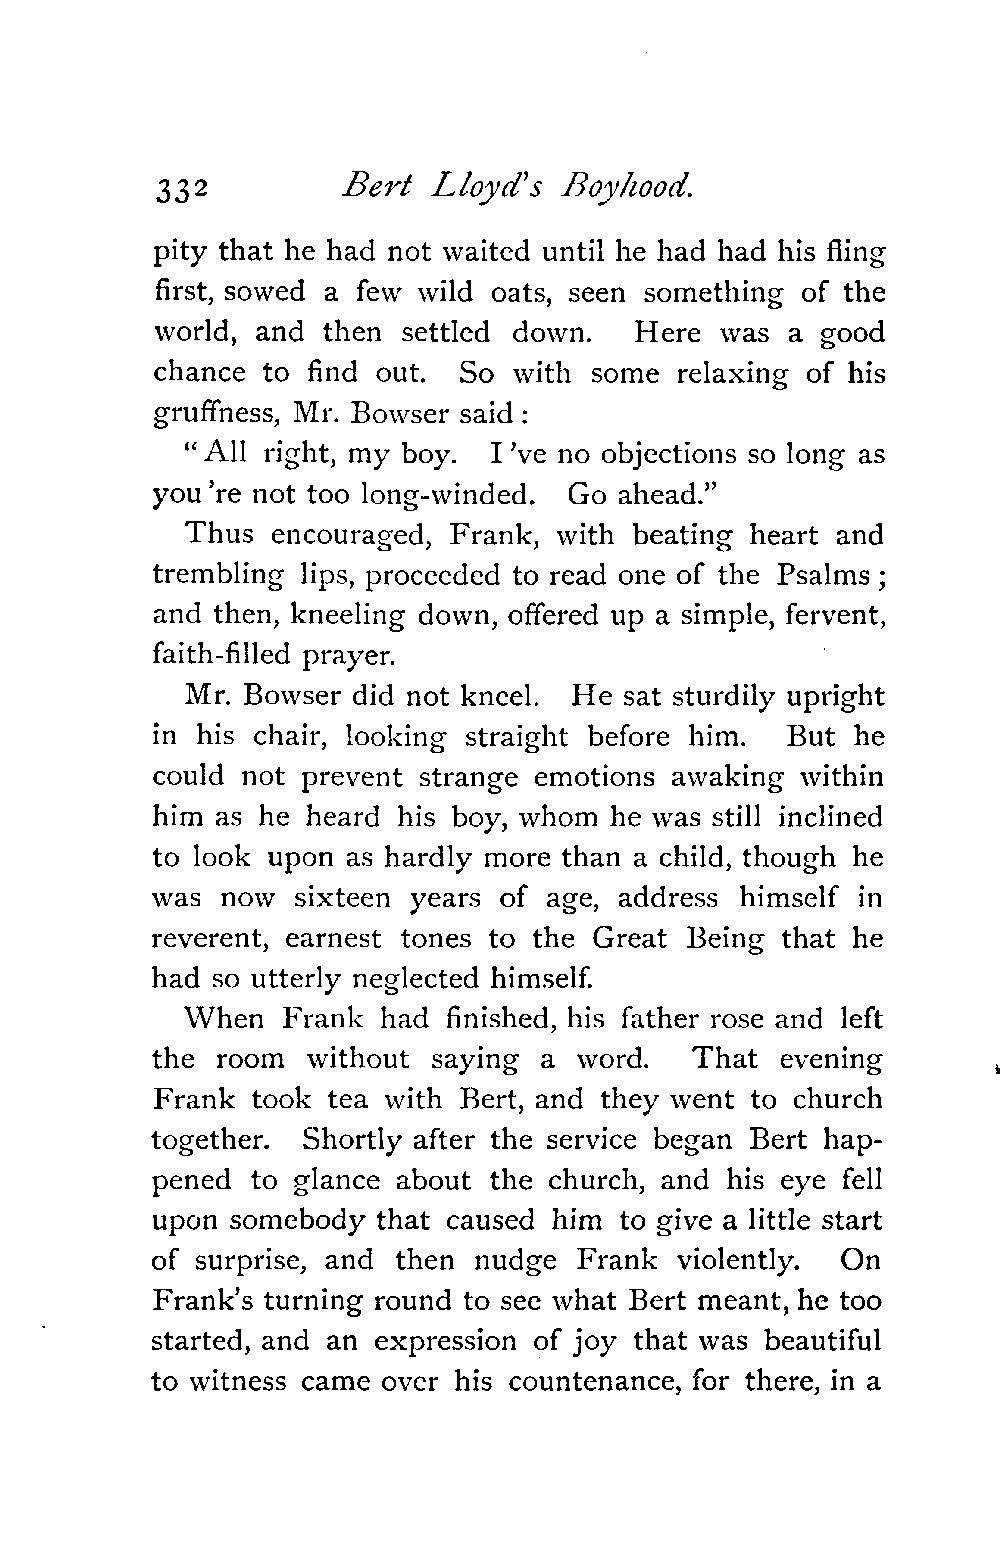 332 Bert Lloyd's Boyhood.
pity that he had not waited until he had had his fling
first, sowed a few wild oats, seen something of the
world, and then settled down. Here was a good
chance to find out. So with some relaxing of his
gruffness, Mr. Bowser said :
“ All right, my boy. I 've no objections so long as
you 're not too long-winded. Go ahead.”
Thus encouraged, Frank, with beating heart and
trembling lips, proceeded to read one of the Psalms ;
and then, kneeling down, offered up a simple, fervent,
faith-filled prayer.
Mr. Bowser did not kneel. He sat sturdily upright
in his chair, looking straight before him. But he
could not prevent strange emotions awaking within
him as he heard his boy, whom he was still inclined
to look upon as hardly more than a child, though he
was now sixteen years of age, address himself in
reverent, earnest tones to the Great Being that he
had so utterly neglected himself.
When Frank had finished, his father rose and left
the room without saying a word. That evening
Frank took tea with Bert, and they went to church
together. Shortly after the service began Bert hap-
pened to glance about the church, and his eye fell
upon somebody that caused him to give a little start
of surprise, and then nudge Frank violently. On
Frank's turning round to see what Bert meant, he too
started, and an expression of joy that was beautiful
to witness came over his countenance, for there, in a